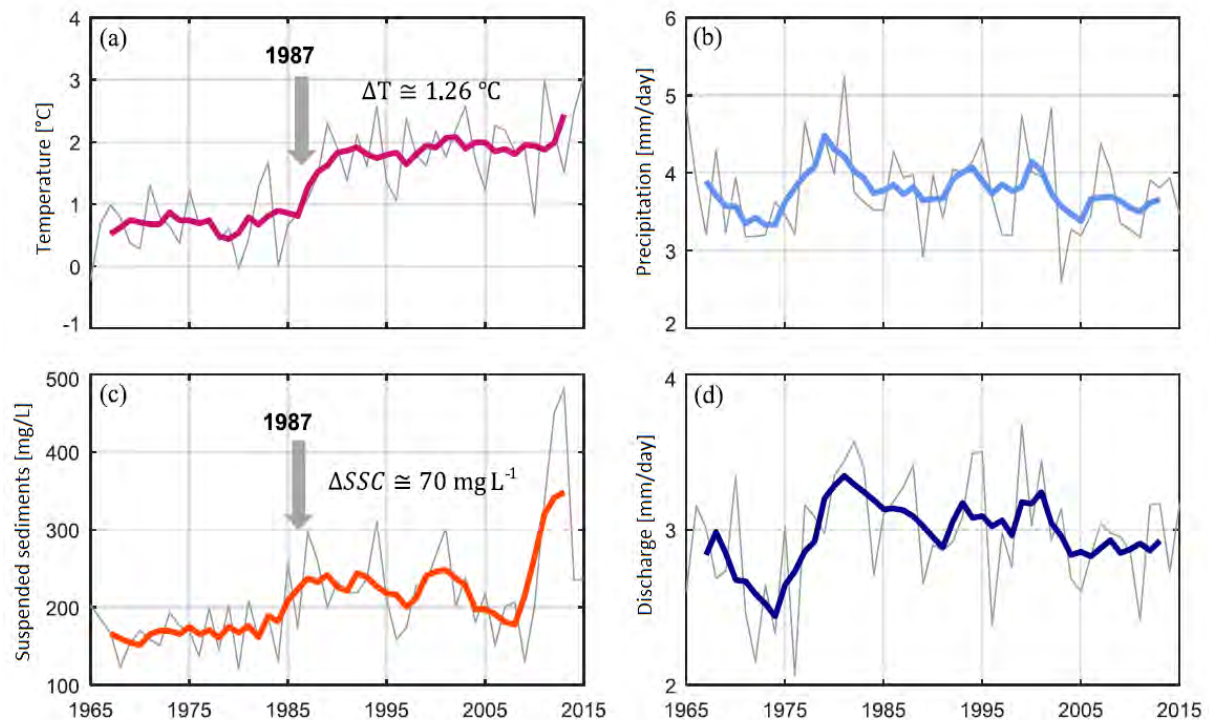 (a)
1987
ΔT ≅ 1.26 °C
Temperature [°C]
4
3
2
1
0
-1
(b)
Precipitation [mm/day]
6
5
4
3
2
(c)
1987
ΔSSC ≅ 70 mg L⁻¹
Suspended sediments [mg/L]
500
400
300
200
100
1965 1975 1985 1995 2005 2015
(d)
Discharge [mm/day]
4
3
2
1965 1975 1985 1995 2005 2015